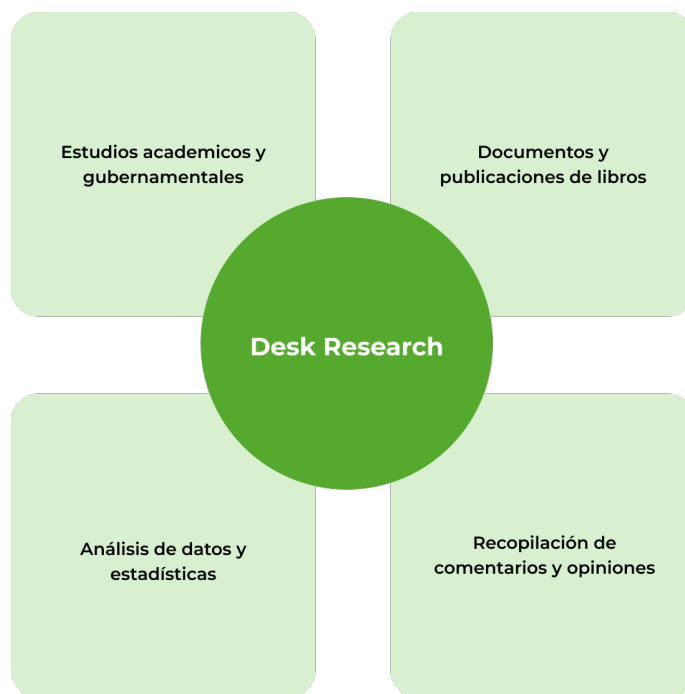 Estudios academicos y
gubernamentales
Documentos y
publicaciones de libros
Desk Research
Análisis de datos y
estadísticas
Recopilación de
comentarios y opiniones